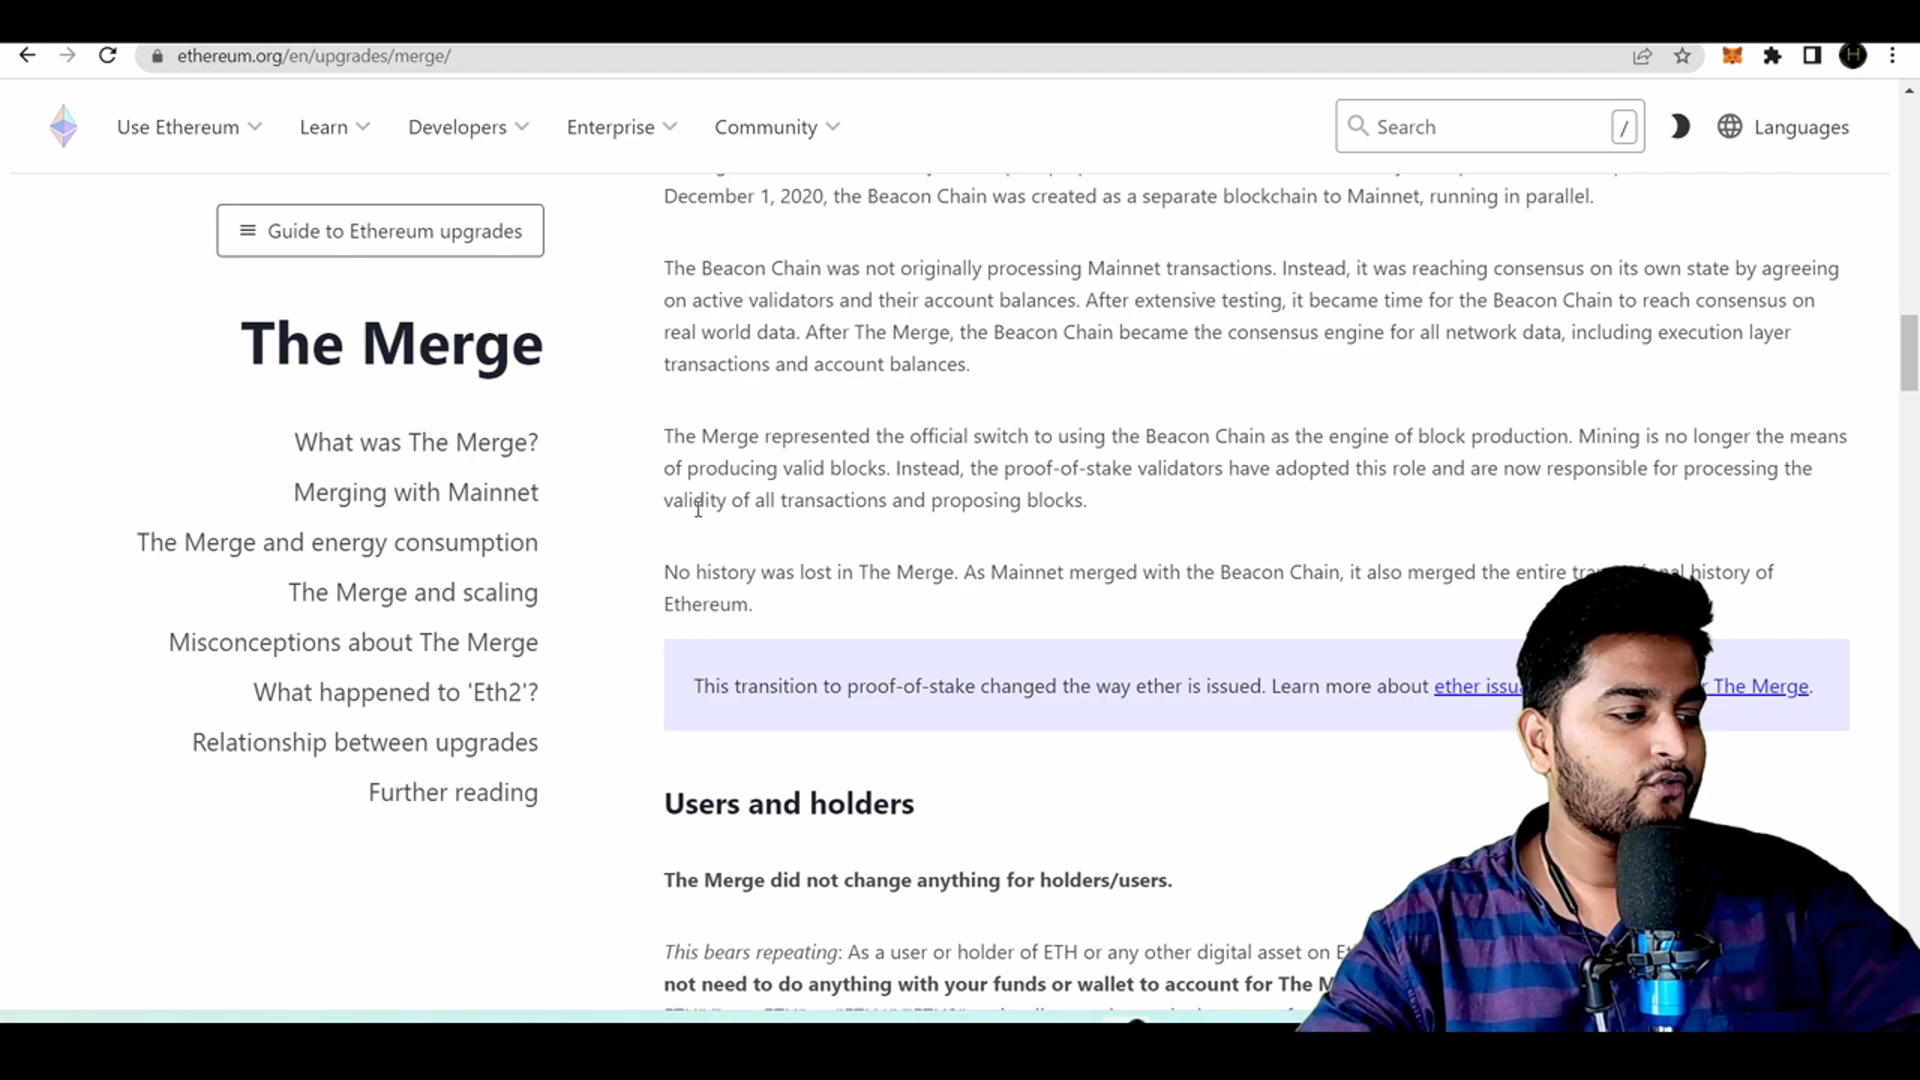 ethereum.org/en/upgrades/merge/
H
Use Ethereum
Learn
Developers
Enterprise
Community
Search
/
Languages
Guide to Ethereum upgrades
The Merge
What was The Merge?
Merging with Mainnet
The Merge and energy consumption
The Merge and scaling
Misconceptions about The Merge
What happened to 'Eth2'?
Relationship between upgrades
Further reading
December 1, 2020, the Beacon Chain was created as a separate blockchain to Mainnet, running in parallel.
The Beacon Chain was not originally processing Mainnet transactions. Instead, it was reaching consensus on its own state by agreeing
on active validators and their account balances. After extensive testing, it became time for the Beacon Chain to reach consensus on
real world data. After The Merge, the Beacon Chain became the consensus engine for all network data, including execution layer
transactions and account balances.
The Merge represented the official switch to using the Beacon Chain as the engine of block production. Mining is no longer the means
of producing valid blocks. Instead, the proof-of-stake validators have adopted this role and are now responsible for processing the
validity of all transactions and proposing blocks.
No history was lost in The Merge. As Mainnet merged with the Beacon Chain, it also merged the entire history of
Ethereum.
This transition to proof-of-stake changed the way ether is issued. Learn more about ether The Merge.
Users and holders
The Merge did not change anything for holders/users.
This bears repeating: As a user or holder of ETH or any other digital asset on
not need to do anything with your funds or wallet to account for The